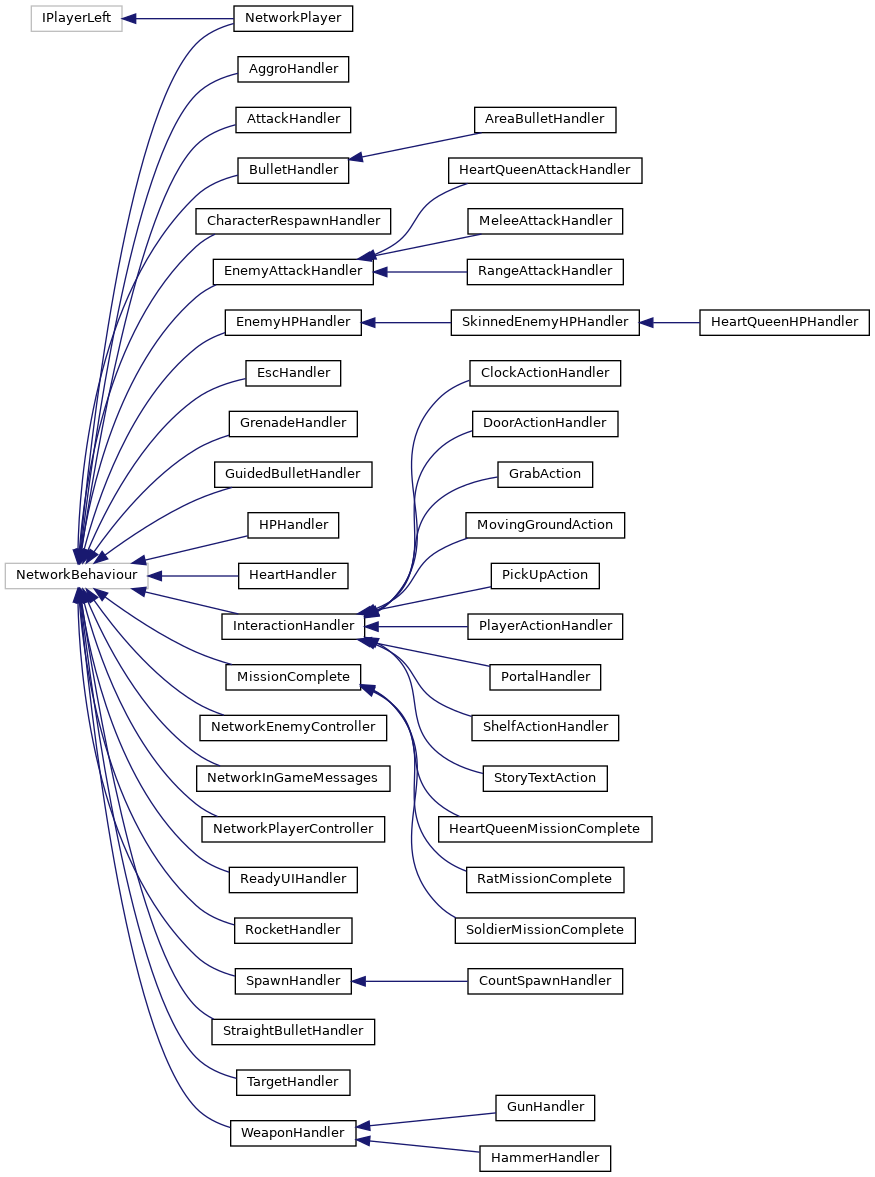 IPlayerLeft
NetworkPlayer
AggroHandler
AttackHandler
AreaBulletHandler
BulletHandler
HeartQueenAttackHandler
CharacterRespawnHandler
MeleeAttackHandler
EnemyAttackHandler
RangeAttackHandler
EnemyHPHandler
SkinnedEnemyHPHandler
HeartQueenHPHandler
EscHandler
ClockActionHandler
GrenadeHandler
DoorActionHandler
GuidedBulletHandler
GrabAction
HPHandler
MovingGroundAction
NetworkBehaviour
HeartHandler
PickUpAction
InteractionHandler
PlayerActionHandler
MissionComplete
PortalHandler
NetworkEnemyController
ShelfActionHandler
NetworkInGameMessages
StoryTextAction
NetworkPlayerController
HeartQueenMissionComplete
ReadyUIHandler
RatMissionComplete
RocketHandler
SoldierMissionComplete
SpawnHandler
CountSpawnHandler
StraightBulletHandler
TargetHandler
GunHandler
WeaponHandler
HammerHandler